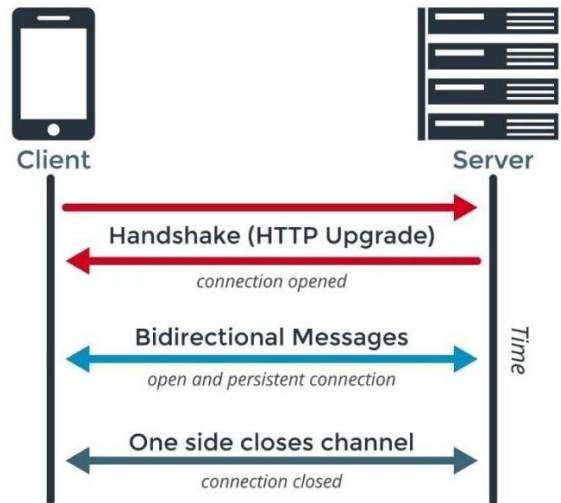 Client
Server
Handshake (HTTP Upgrade)
connection opened
Bidirectional Messages
open and persistent connection
Time
One side closes channel
connection closed